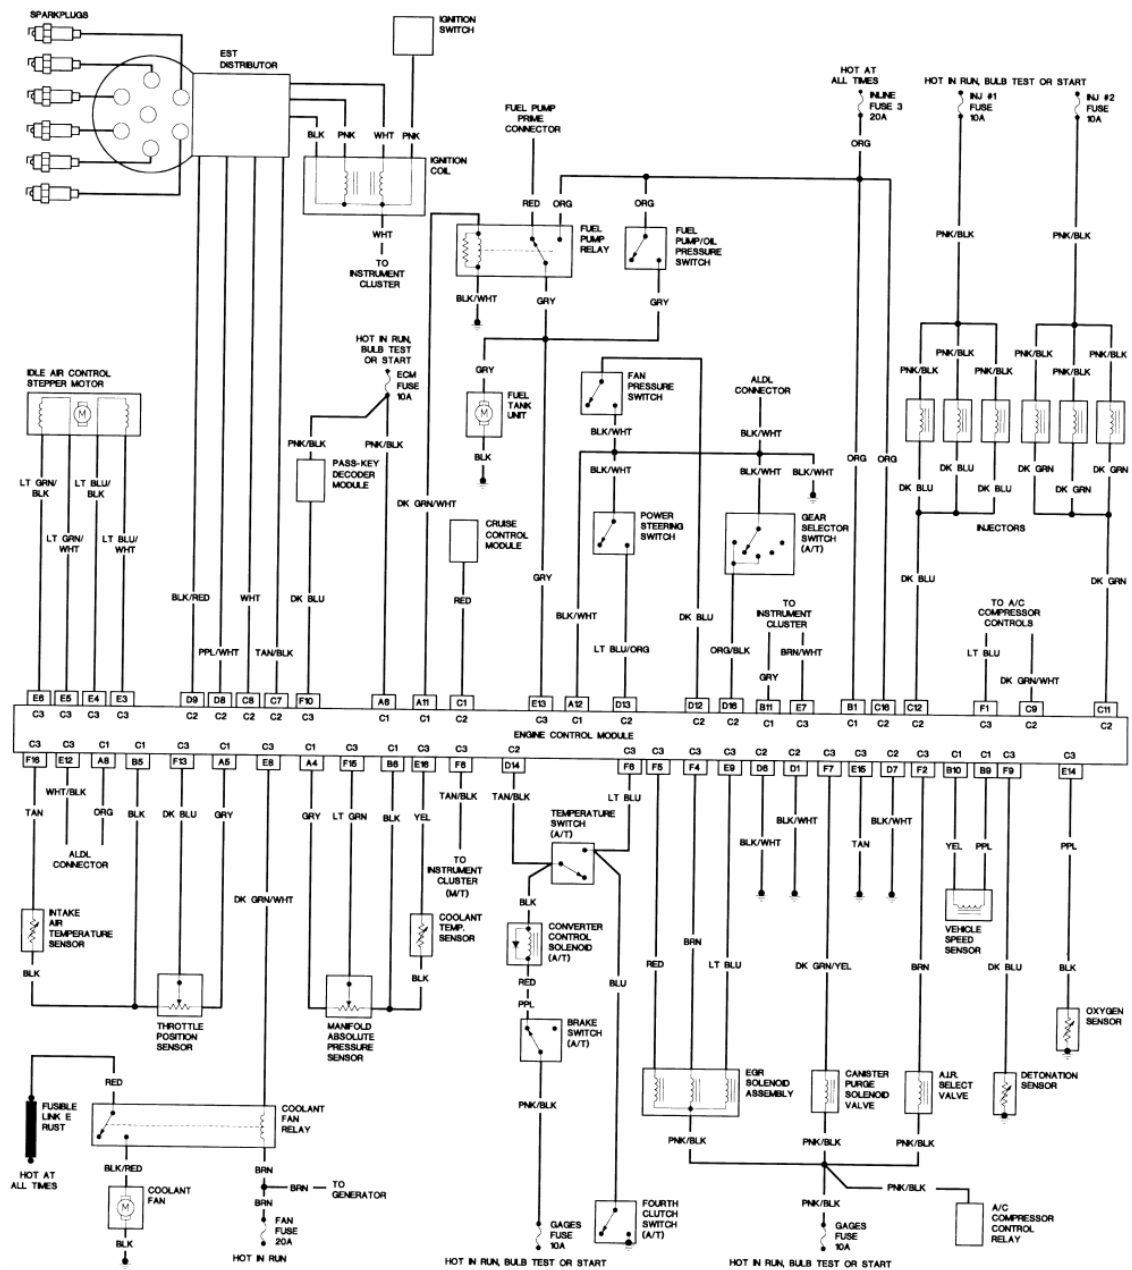 SPARKPLUGS
EST
DISTRIBUTOR
IGNITION
SWITCH
BLK
PNK
WHT
PNK
IGNITION
COIL
WHT
TO
INSTRUMENT
CLUSTER
FUEL PUMP
PRIME
CONNECTOR
RED
ORG
ORG
FUEL
PUMP
RELAY
FUEL
PUMP/OIL
PRESSURE
SWITCH
BLK/WHT
GRY
GRY
HOT AT
ALL TIMES
INLINE
FUSE 3
20A
ORG
HOT IN RUN, BULB TEST OR START
INJ #1
FUSE
10A
INJ #2
FUSE
10A
PNK/BLK
PNK/BLK
PNK/BLK
PNK/BLK
PNK/BLK
PNK/BLK
PNK/BLK
PNK/BLK
HOT IN RUN,
BULB TEST
OR START
ECM
FUSE
10A
IDLE AIR CONTROL
STEPPER MOTOR
M
GRY
FUEL
TANK
UNIT
M
BLK
FAN
PRESSURE
SWITCH
ALDL
CONNECTOR
BLK/WHT
BLK/WHT
BLK/WHT
BLK/WHT
BLK/WHT
PNK/BLK
PNK/BLK
PASS-KEY
DECODER
MODULE
ORG
ORG
DK BLU
DK BLU
DK BLU
DK GRN
DK GRN
DK GRN
INJECTORS
LT GRN/
BLK
LT BLU/
BLK
LT GRN/
WHT
LT BLU/
WHT
DK GRN/WHT
CRUISE
CONTROL
MODULE
POWER
STEERING
SWITCH
GEAR
SELECTOR
SWITCH
(A/T)
BLK/RED
WHT
PPL/WHT
TAN/BLK
DK BLU
RED
GRY
BLK/WHT
LT BLU/ORG
DK BLU
ORG/BLK
TO
INSTRUMENT
CLUSTER
GRY
BRN/WHT
DK BLU
DK GRN
TO A/C
COMPRESSOR
CONTROLS
LT BLU
DK GRN/WHT
E6 E5 E4 E3 D9 D8 C8 C7 F10 A6 A11 C1 E13 A12 D13 D12 D16 B11 E7 B1 C16 C12 F1 C9 C11
C3 C3 C3 C3 C2 C2 C2 C2 C3 C1 C1 C2 C3 C1 C2 C2 C2 C1 C3 C1 C2 C2 C3 C2 C2
ENGINE CONTROL MODULE
C3 C3 C1 C1 C3 C1 C3 C1 C3 C1 C3 C3 C2 C3 C3 C3 C3 C2 C2 C3 C3 C2 C3 C1 C1 C3 C3
F16 E12 A8 B5 F13 A5 E8 A4 F15 B6 E16 F6 D14 F8 F5 F4 E9 D6 D1 F7 E15 D7 F2 B10 B9 F9 E14
TAN
WHT/BLK
ORG
BLK
DK BLU
GRY
GRY
LT GRN
BLK
YEL
TAN/BLK
TAN/BLK
LT BLU
ALDL
CONNECTOR
TO
INSTRUMENT
CLUSTER
(M/T)
TEMPERATURE
SWITCH
(A/T)
BLK/WHT
BLK/WHT
TAN
BLK/WHT
YEL
PPL
PPL
DK GRN/WHT
INTAKE
AIR
TEMPERATURE
SENSOR
BLK
COOLANT
TEMP.
SENSOR
BLK
BLK
CONVERTER
CONTROL
SOLENOID
(A/T)
RED
PPL
BLU
BRAKE
SWITCH
(A/T)
RED
BRN
LT BLU
DK GRN/YEL
BRN
VEHICLE
SPEED
SENSOR
DK BLU
BLK
OXYGEN
SENSOR
THROTTLE
POSITION
SENSOR
MANIFOLD
ABSOLUTE
PRESSURE
SENSOR
EGR
SOLENOID
ASSEMBLY
CANISTER
PURGE
SOLENOID
VALVE
A.I.R.
SELECT
VALVE
DETONATION
SENSOR
RED
FUSIBLE
LINK E
RUST
COOLANT
FAN
RELAY
PNK/BLK
PNK/BLK
PNK/BLK
PNK/BLK
HOT AT
ALL TIMES
BLK/RED
BRN
BRN
TO
GENERATOR
BRN
COOLANT
FAN
M
BLK
FAN
FUSE
20A
HOT IN RUN
GAGES
FUSE
10A
FOURTH
CLUTCH
SWITCH
(A/T)
HOT IN RUN, BULB TEST OR START
PNK/BLK
PNK/BLK
GAGES
FUSE
10A
HOT IN RUN, BULB TEST OR START
A/C
COMPRESSOR
CONTROL
RELAY